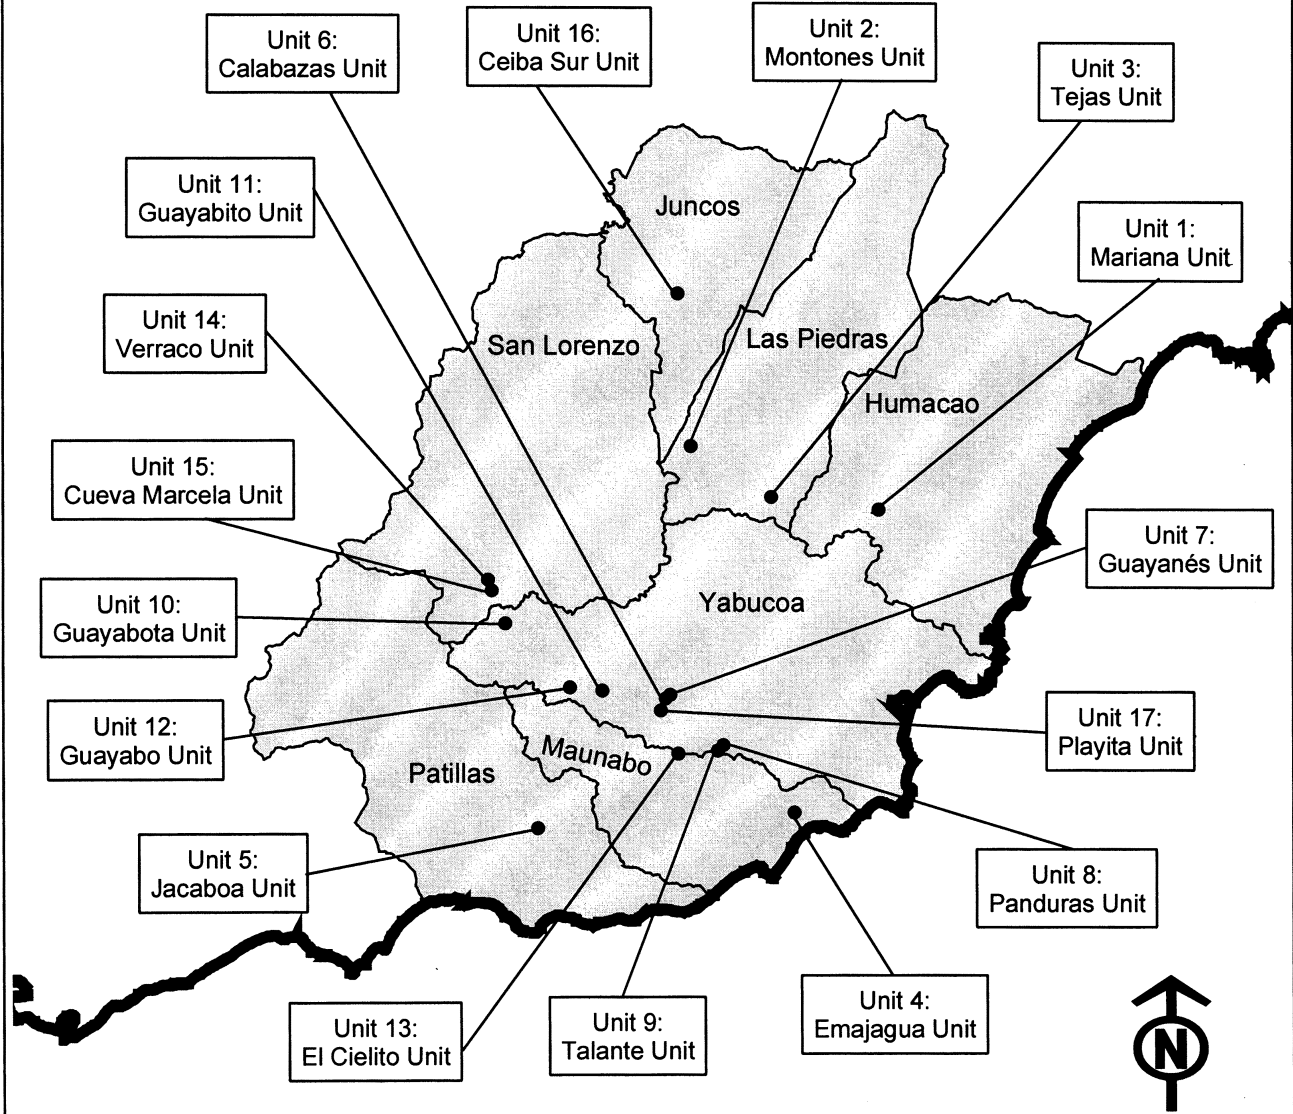 Unit 6:
Calabazas Unit
Unit 16:
Ceiba Sur Unit
Unit 2:
Montones Unit
Unit 3:
Tejas Unit
Unit 11:
Guayabito Unit
Unit 1:
Mariana Unit
Unit 14:
Verraco Unit
Unit 15:
Cueva Marcela Unit
Unit 7:
Guayanés Unit
Unit 10:
Guayabota Unit
Unit 12:
Guayabo Unit
Unit 17:
Playita Unit
Unit 5:
Jacaboa Unit
Unit 8:
Panduras Unit
Unit 13:
El Cielito Unit
Unit 9:
Talante Unit
Unit 4:
Emajagua Unit
Juncos
San Lorenzo
Las Piedras
Humacao
Yabucoa
Maunabo
Patillas
N